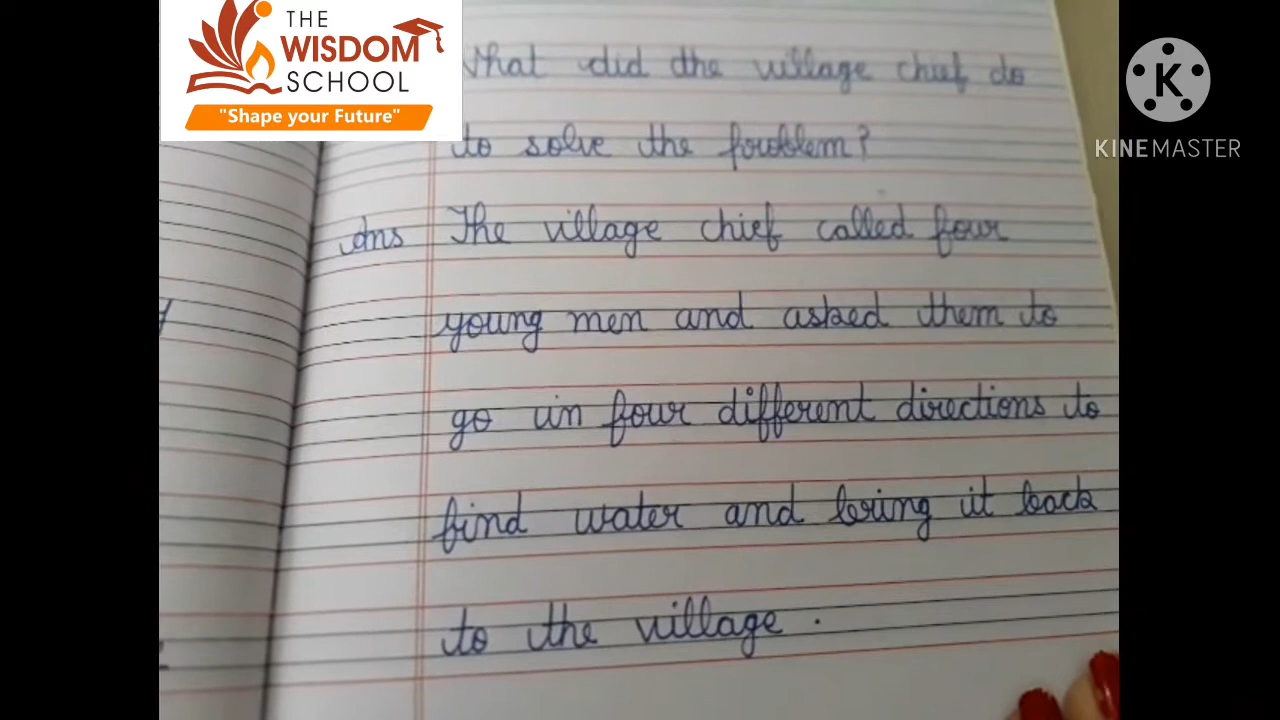 THE
WISDOM
SCHOOL
"Shape your Future"
KINEMASTER
What did the village chief do
to solve the problem?
Ans The village chief called four
young men and asked them to
go in four different directions to
find water and bring it back
to the village.